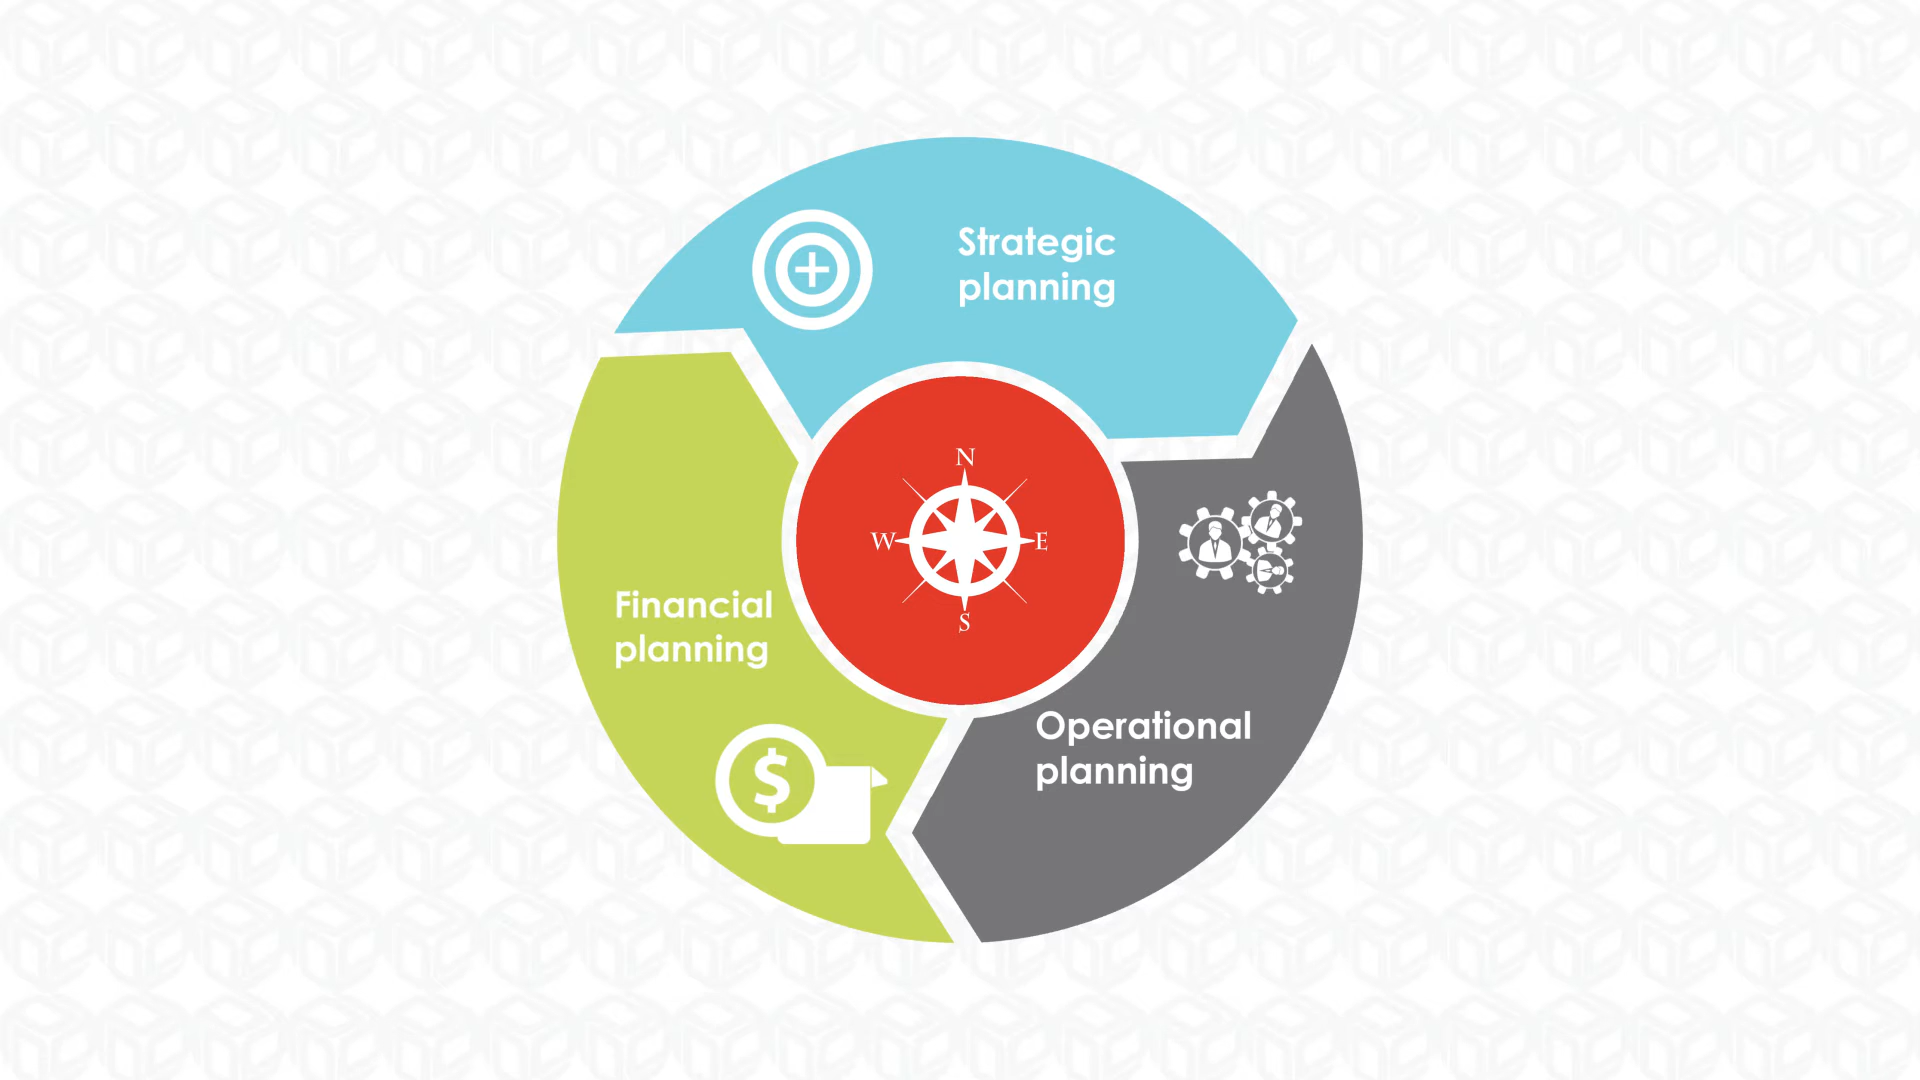 Strategic
planning
N
W
E
S
Financial
planning
Operational
planning
$